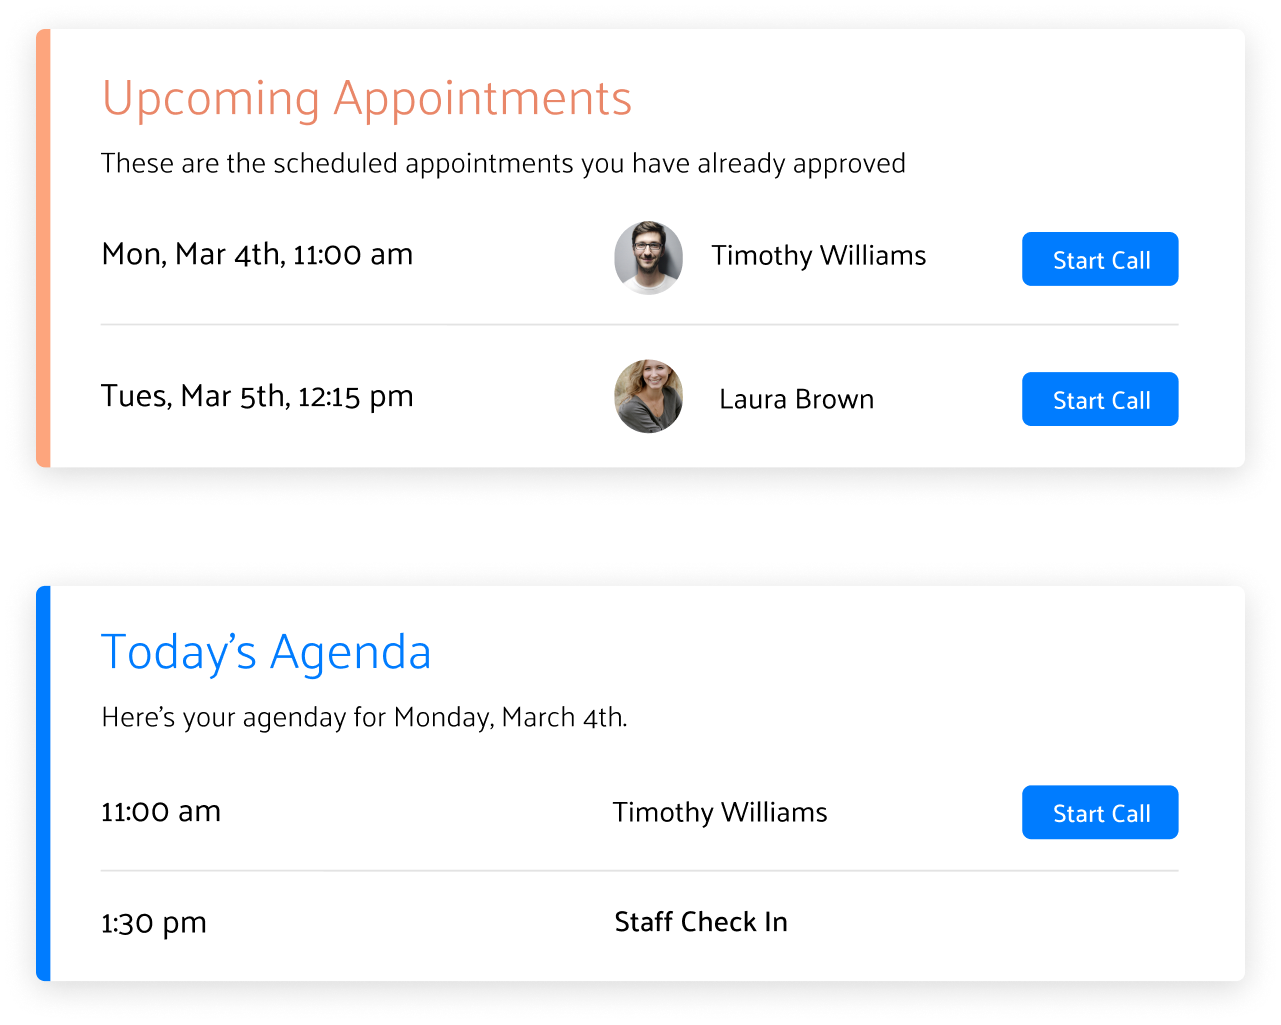 Upcoming Appointments
These are the scheduled appointments you have already approved
Mon, Mar 4th, 11:00 am Timothy Williams Start Call
Tues, Mar 5th, 12:15 pm Laura Brown Start Call
Today’s Agenda
Here’s your agenday for Monday, March 4th.
11:00 am Timothy Williams Start Call
1:30 pm Staff Check In